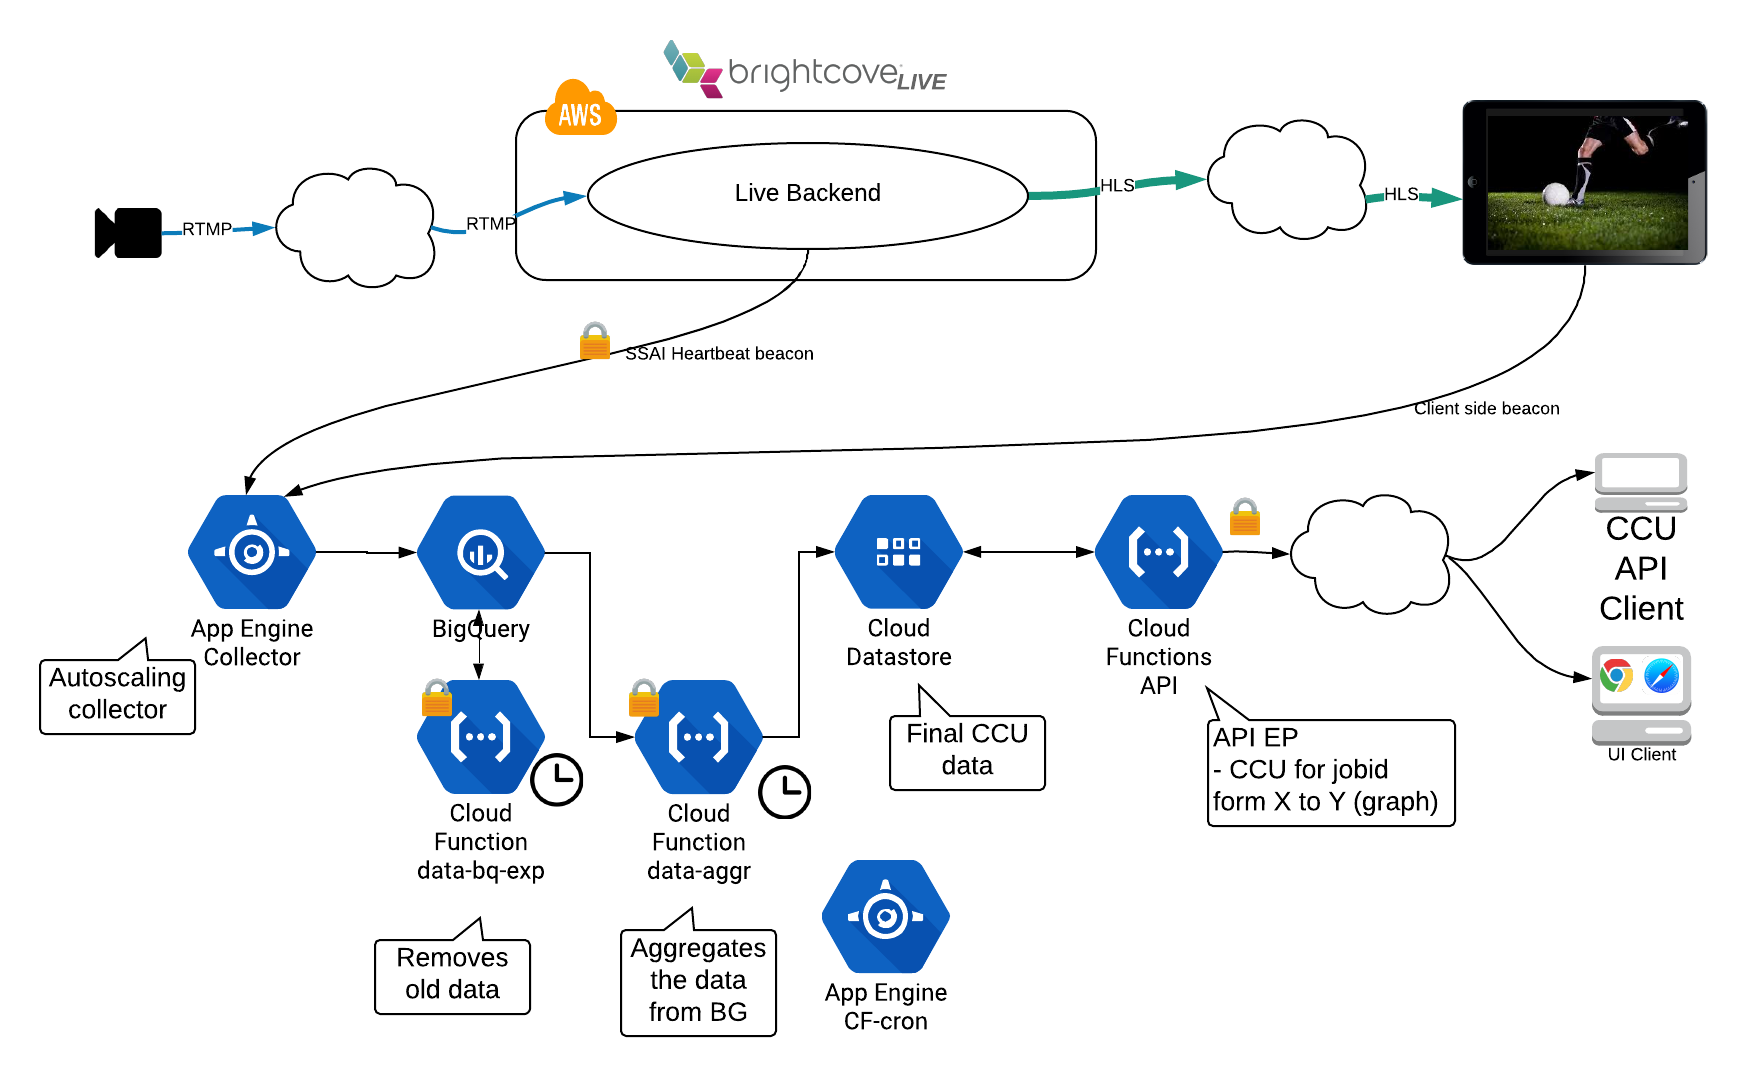 brightcove LIVE
AWS
Live Backend
RTMP
RTMP
HLS
HLS
SSAI Heartbeat beacon
Client side beacon
App Engine
Collector
BigQuery
Cloud
Datastore
Cloud
Functions
API
CCU
API
Client
UI Client
Autoscaling
collector
Cloud
Function
data-bq-exp
Cloud
Function
data-aggr
Final CCU
data
API EP
- CCU for jobid
form X to Y (graph)
Removes
old data
Aggregates
the data
from BG
App Engine
CF-cron